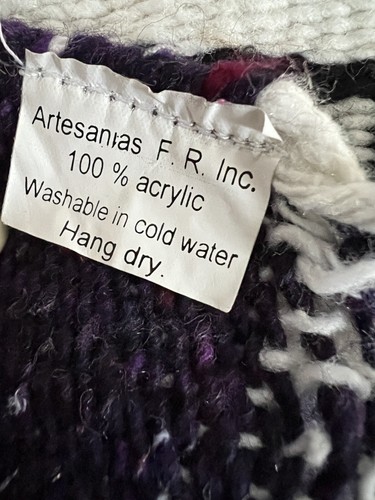 Artesanias F. R. Inc.
100 % acrylic
Washable in cold water
Hang dry.